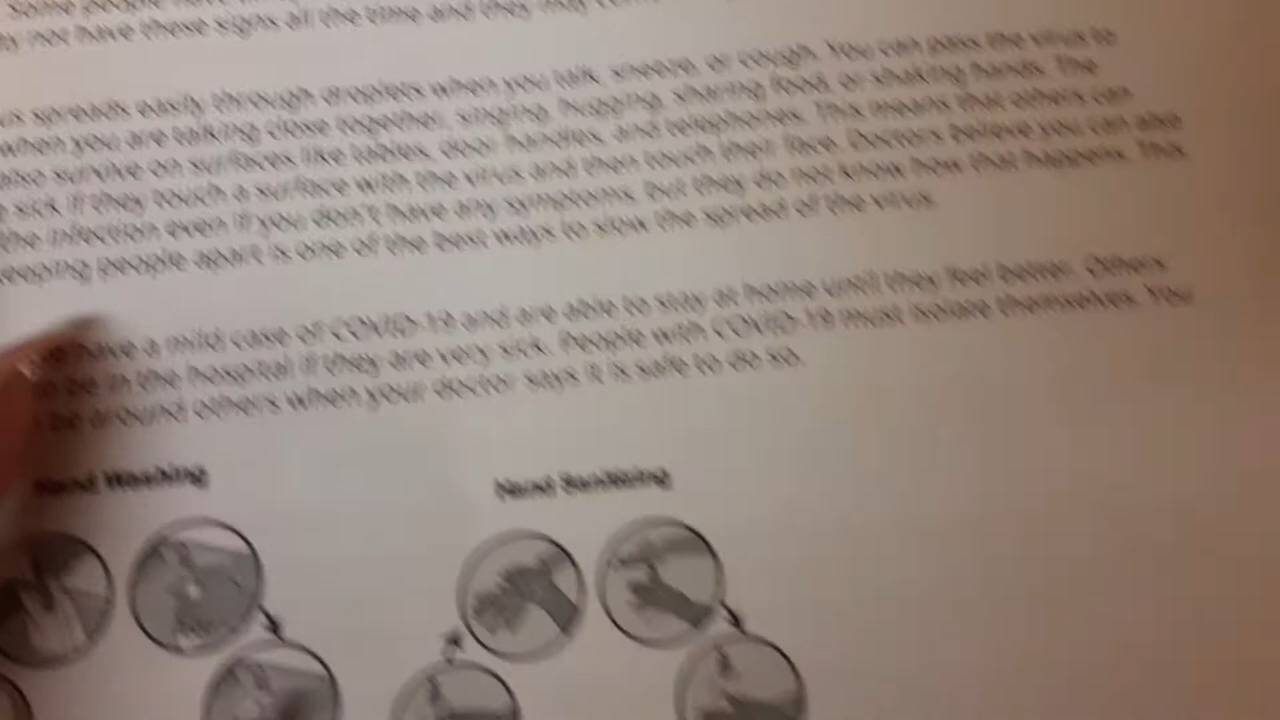 Some people have
not have these signs all the time and they may
spreads easily through droplets when you talk, sneeze, or cough. You can pass the virus to
when you are talking close together, singing, hugging, sharing food, or shaking hands. The
also survive on surfaces like tables, door handles, and telephones. This means that others can
sick if they touch a surface with the virus and then touch their face. Doctors believe you can also
the infection even if you don't have any symptoms, but they do not know how that happens. This
keeping people apart is one of the best ways to slow the spread of the virus.
have a mild case of COVID-19 and are able to stay at home until they feel better. Others
be in the hospital if they are very sick. People with COVID-19 must isolate themselves. You
be around others when your doctor says it is safe to do so.
Hand Washing
Hand Sanitizing